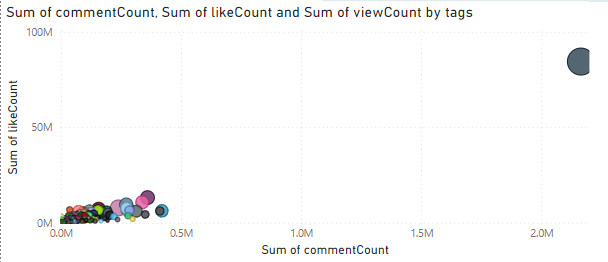 Sum of commentCount, Sum of likeCount and Sum of viewCount by tags
100M
50M
0M
Sum of likeCount
0.0M 0.5M 1.0M 1.5M 2.0M
Sum of commentCount